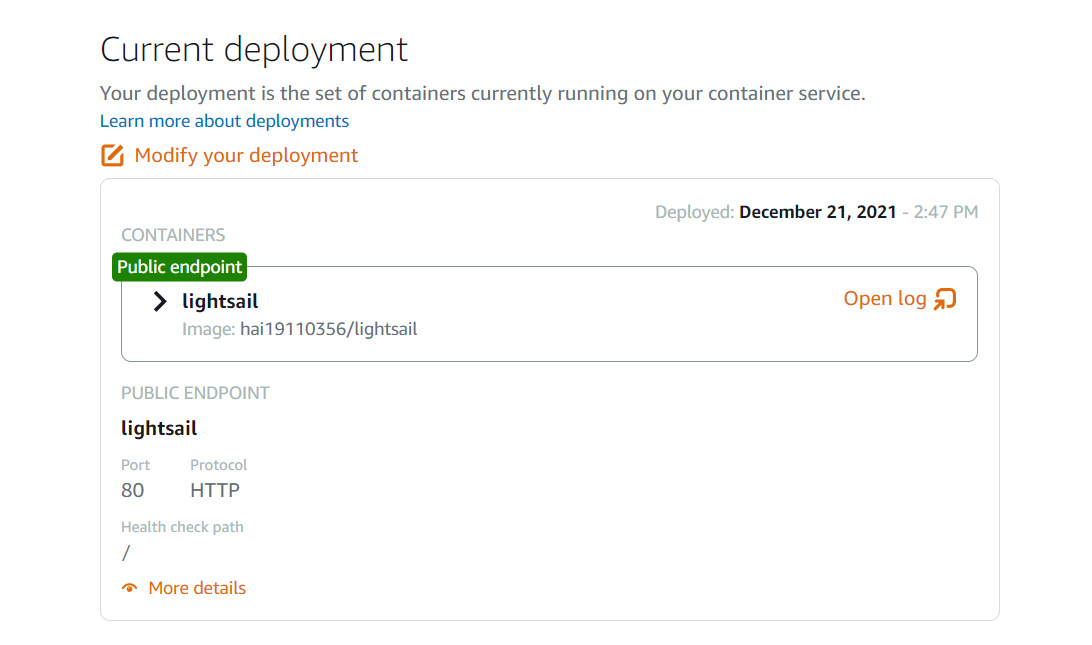 Current deployment
Your deployment is the set of containers currently running on your container service.
Learn more about deployments
Modify your deployment
Deployed: December 21, 2021 - 2:47 PM
CONTAINERS
Public endpoint
lightsail
Open log
Image: hai19110356/lightsail
PUBLIC ENDPOINT
lightsail
Port Protocol
80 HTTP
Health check path
/
More details